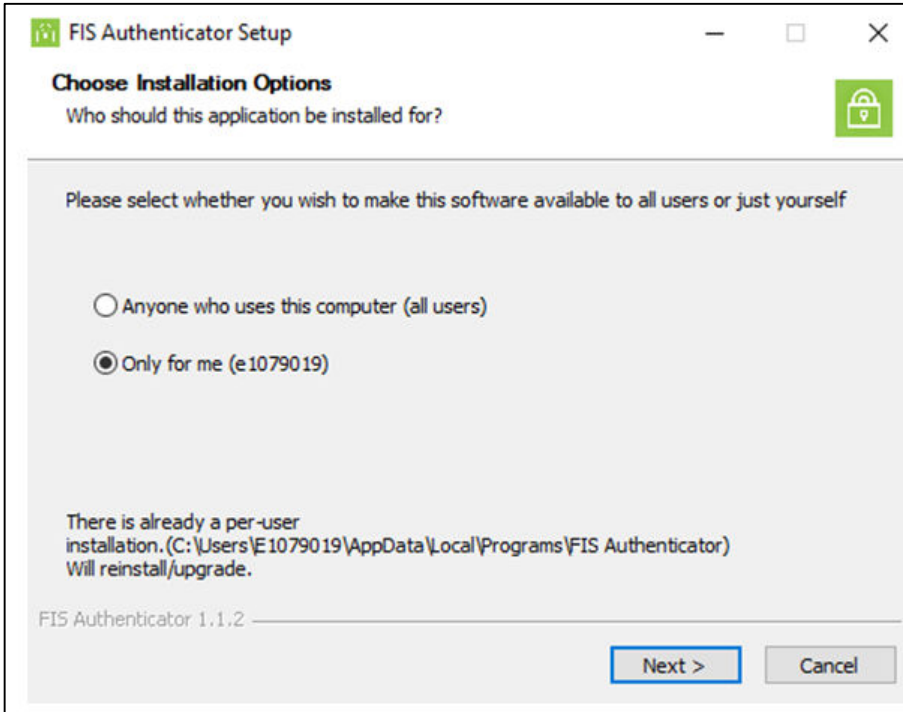 FIS Authenticator Setup
Choose Installation Options
Who should this application be installed for?
Please select whether you wish to make this software available to all users or just yourself
Anyone who uses this computer (all users)
Only for me (e1079019)
There is already a per-user
installation.(C:\Users\E1079019\AppData\Local\Programs\FIS Authenticator)
Will reinstall/upgrade.
FIS Authenticator 1.1.2
Next >
Cancel